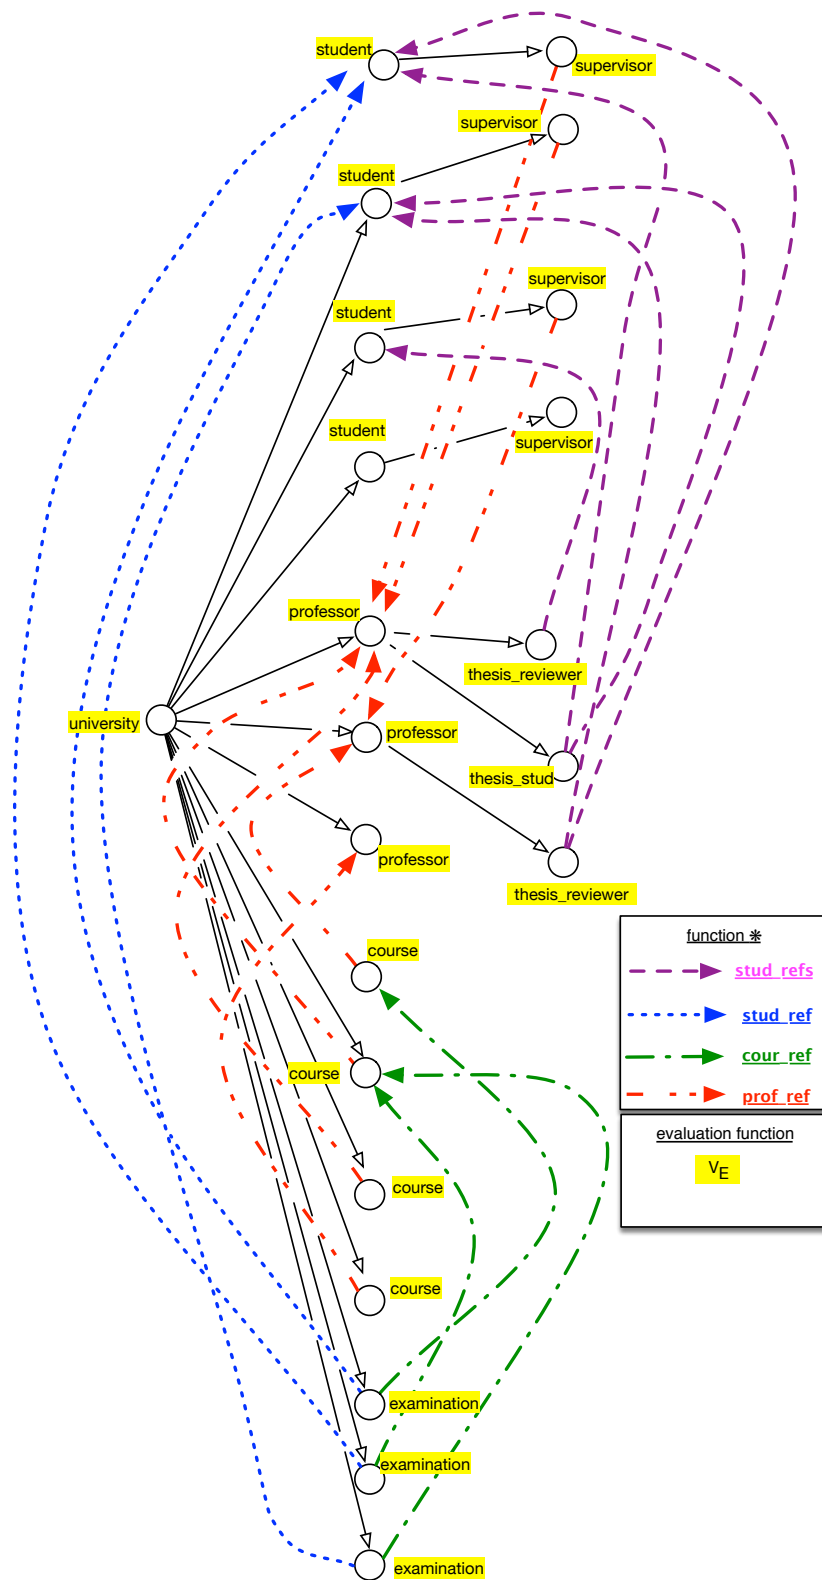 student
supervisor
supervisor
student
supervisor
student
student
supervisor
professor
thesis_reviewer
university
professor
thesis_stud
professor
thesis_reviewer
course
function ❋
stud_refs
stud_ref
cour_ref
prof_ref
course
evaluation function
VE
course
course
examination
examination
examination